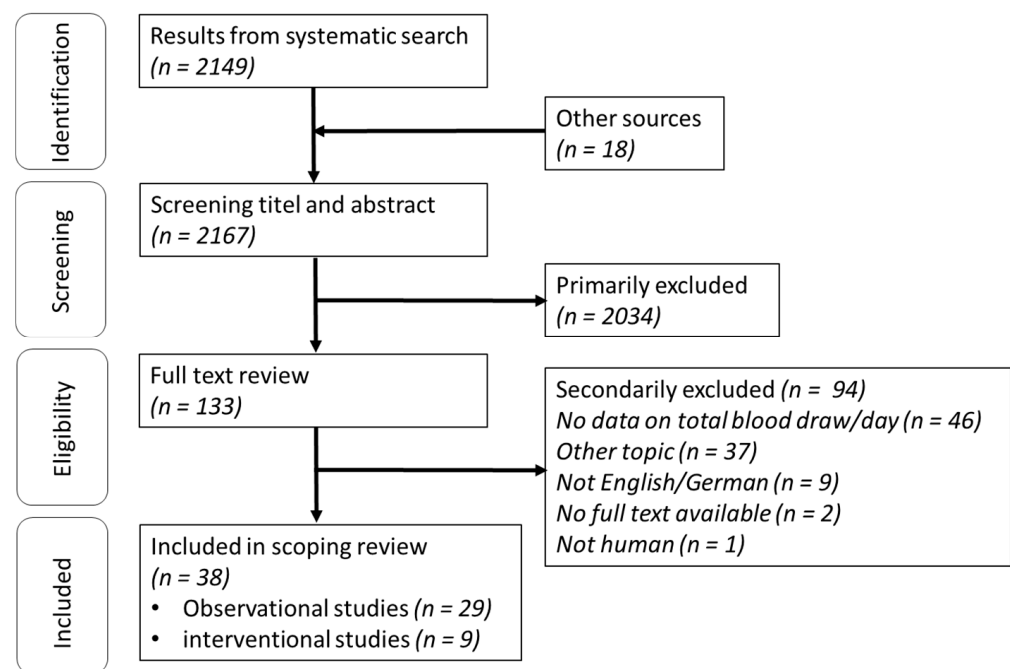 Identification
Results from systematic search
(n = 2149)
Other sources
(n = 18)
Screening
Screening titel and abstract
(n = 2167)
Primarily excluded
(n = 2034)
Eligibility
Full text review
(n = 133)
Secondarily excluded (n = 94)
No data on total blood draw/day (n = 46)
Other topic (n = 37)
Not English/German (n = 9)
No full text available (n = 2)
Not human (n = 1)
Included
Included in scoping review
(n = 38)
• Observational studies (n = 29)
• interventional studies (n = 9)